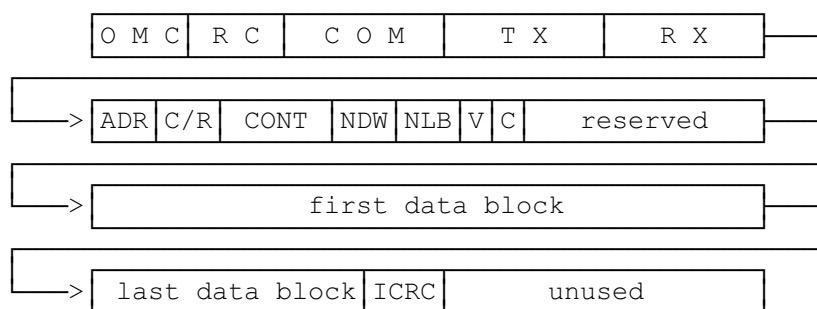 O M C R C C O M T X R X
> ADR C/R CONT NDW NLB V C reserved
> first data block
> last data block ICRC unused